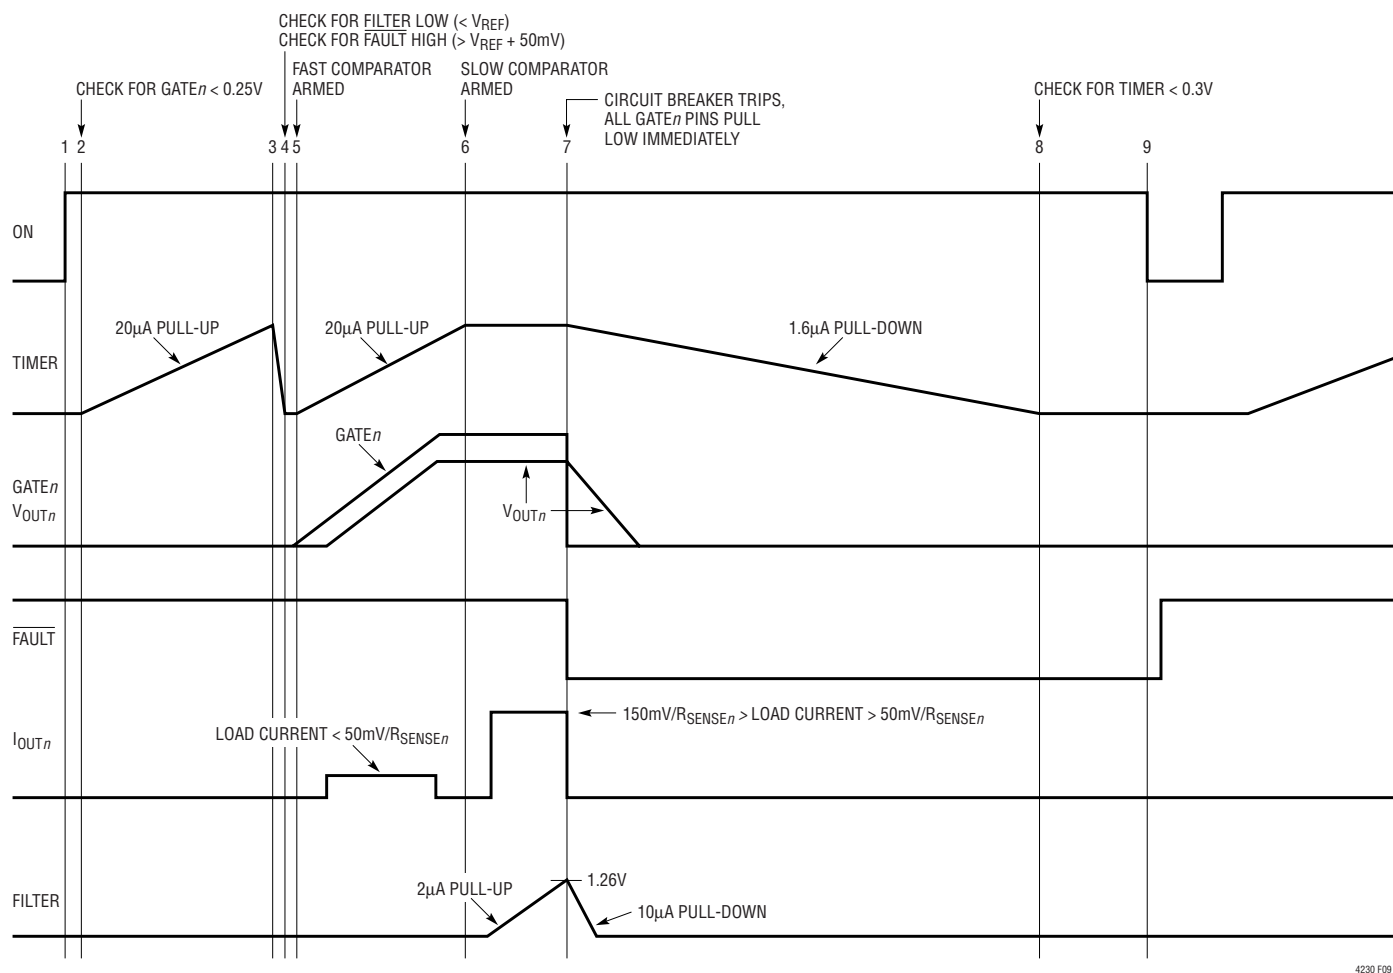 CHECK FOR FILTER LOW (< VREF)
CHECK FOR FAULT HIGH (> VREF + 50mV)
FAST COMPARATOR
ARMED
SLOW COMPARATOR
ARMED
CHECK FOR GATEn < 0.25V
CIRCUIT BREAKER TRIPS,
ALL GATEn PINS PULL
LOW IMMEDIATELY
CHECK FOR TIMER < 0.3V
1 2 3 4 5 6 7 8 9
ON
20µA PULL-UP
20µA PULL-UP
1.6µA PULL-DOWN
TIMER
GATEn
GATEn
VOUTn
VOUTn
FAULT
150mV/RSENSEn > LOAD CURRENT > 50mV/RSENSEn
LOAD CURRENT < 50mV/RSENSEn
IOUTn
1.26V
2µA PULL-UP
FILTER
10µA PULL-DOWN
4230 F09